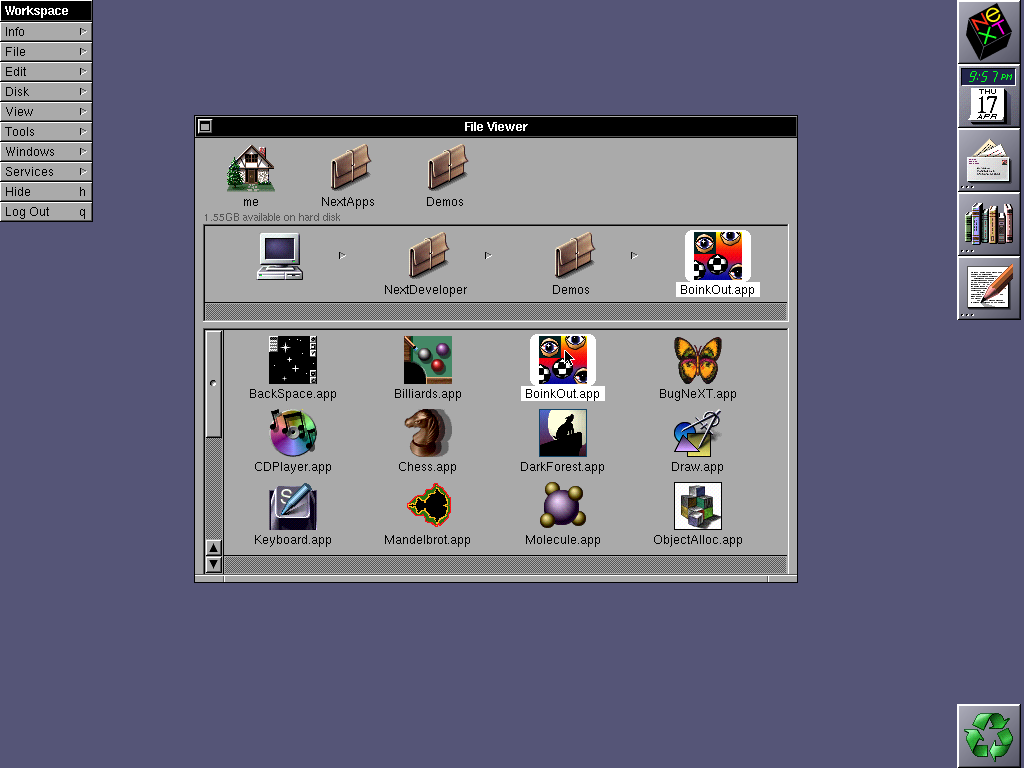 Workspace
Info
File
Edit
Disk
View
Tools
Windows
Services
Hide h
Log Out q
File Viewer
me NextApps Demos
1.55GB available on hard disk
NextDeveloper Demos BoinkOut.app
BackSpace.app Billiards.app BoinkOut.app BugNeXT.app
CDPlayer.app Chess.app DarkForest.app Draw.app
Keyboard.app Mandelbrot.app Molecule.app ObjectAlloc.app
NeXT
9:57 PM
THU
17
APR
S